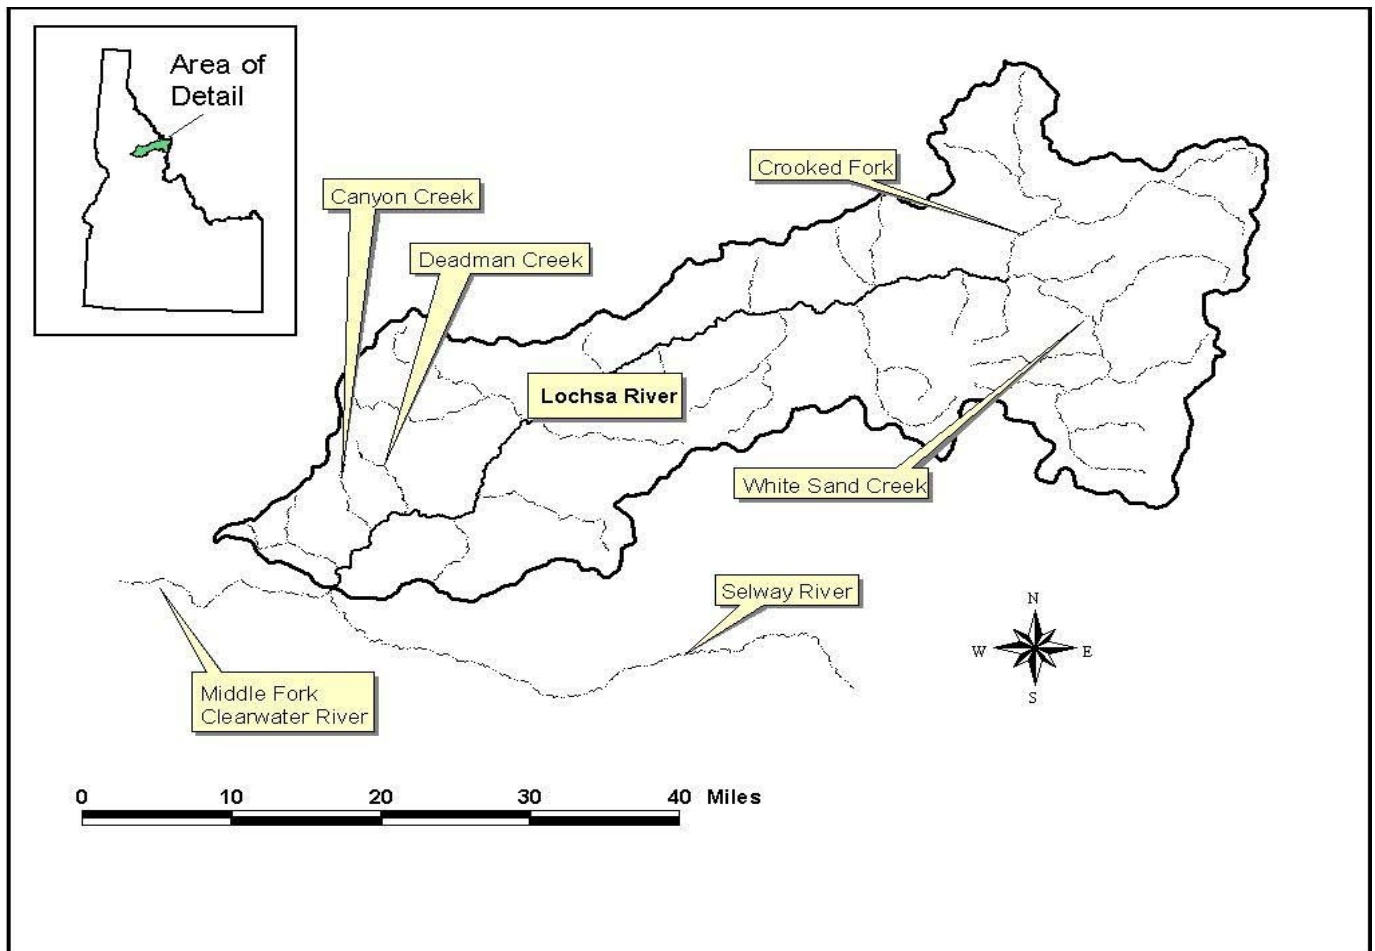 Area of
Detail
Crooked Fork
Canyon Creek
Deadman Creek
Lochsa River
White Sand Creek
Selway River
N
W
E
S
Middle Fork
Clearwater River
0 10 20 30 40 Miles